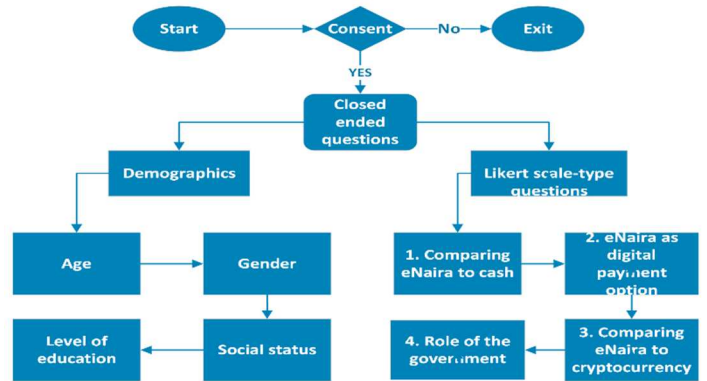 Start
Consent
No
Exit
YES
Closed
ended
questions
Demographics
Likert scale-type
questions
Age
Gender
1. Comparing
eNaira to cash
2. eNaira as
digital
payment
option
Level of
education
Social status
4. Role of the
government
3. Comparing
eNaira to
cryptocurrency